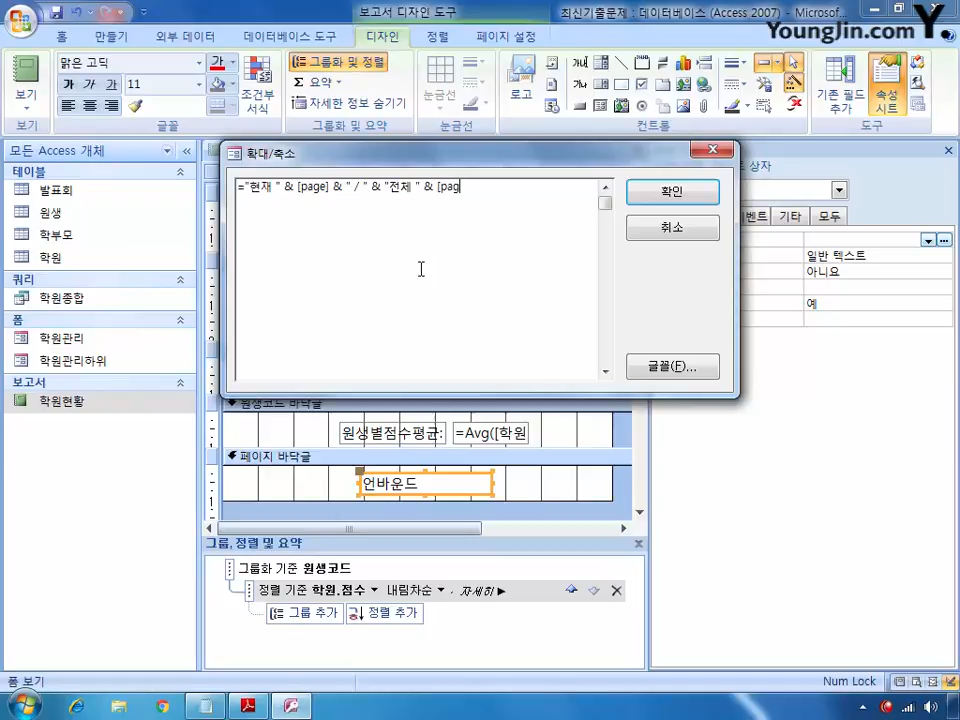 보고서 디자인 도구
최신기출문제 : 데이터베이스 (Access 2007) - Microsof...
YoungJin.com Y.
홈 만들기 외부 데이터 데이터베이스 도구 디자인 정렬 페이지 설정
맑은 고딕
11
가 가 가
가
보기
조건부
서식
그룹화 및 정렬
Σ 요약
자세한 정보 숨기기
눈금선
로고
기존 필드
추가
속성
시트
보기 글꼴 그룹화 및 요약 눈금선 컨트롤 도구
모든 Access 개체
테이블
발표회
원생
학부모
학원
쿼리
학원종합
폼
학원관리
학원관리하위
보고서
학원현황
확대/축소
="현재 " & [page] & " / " & "전체 " & [pag
확인
취소
글꼴(F)...
상자
벤트 기타 모두
일반 텍스트
아니요
예
원생코드 바닥글
원생별점수평균: =Avg([학원
페이지 바닥글
언바운드
그룹, 정렬 및 요약
그룹화 기준 원생코드
정렬 기준 학원.점수 내림차순 , 자세히
그룹 추가 정렬 추가
폼 보기
Num Lock